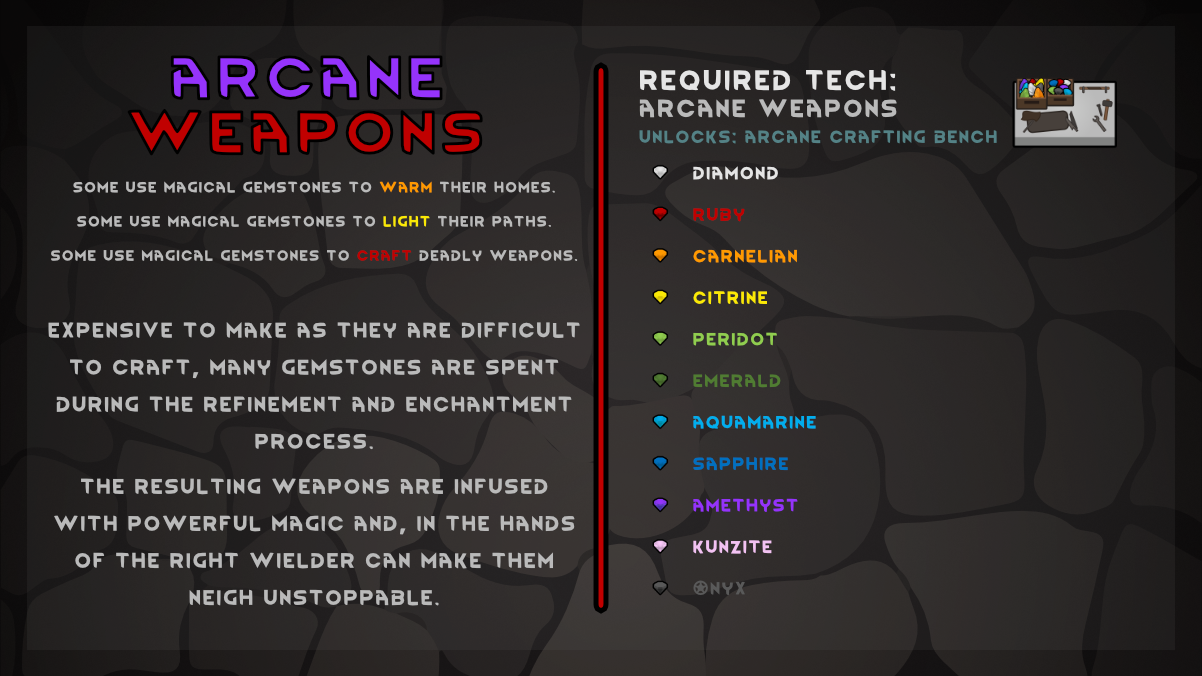 ARCANE
WEAPONS
SOME USE MAGICAL GEMSTONES TO WARM THEIR HOMES.
SOME USE MAGICAL GEMSTONES TO LIGHT THEIR PATHS.
SOME USE MAGICAL GEMSTONES TO CRAFT DEADLY WEAPONS.
EXPENSIVE TO MAKE AS THEY ARE DIFFICULT
TO CRAFT, MANY GEMSTONES ARE SPENT
DURING THE REFINEMENT AND ENCHANTMENT
PROCESS.
THE RESULTING WEAPONS ARE INFUSED
WITH POWERFUL MAGIC AND, IN THE HANDS
OF THE RIGHT WIELDER CAN MAKE THEM
NEIGH UNSTOPPABLE.
REQUIRED TECH:
ARCANE WEAPONS
UNLOCKS: ARCANE CRAFTING BENCH
DIAMOND
RUBY
CARNELIAN
CITRINE
PERIDOT
EMERALD
AQUAMARINE
SAPPHIRE
AMETHYST
KUNZITE
ONYX